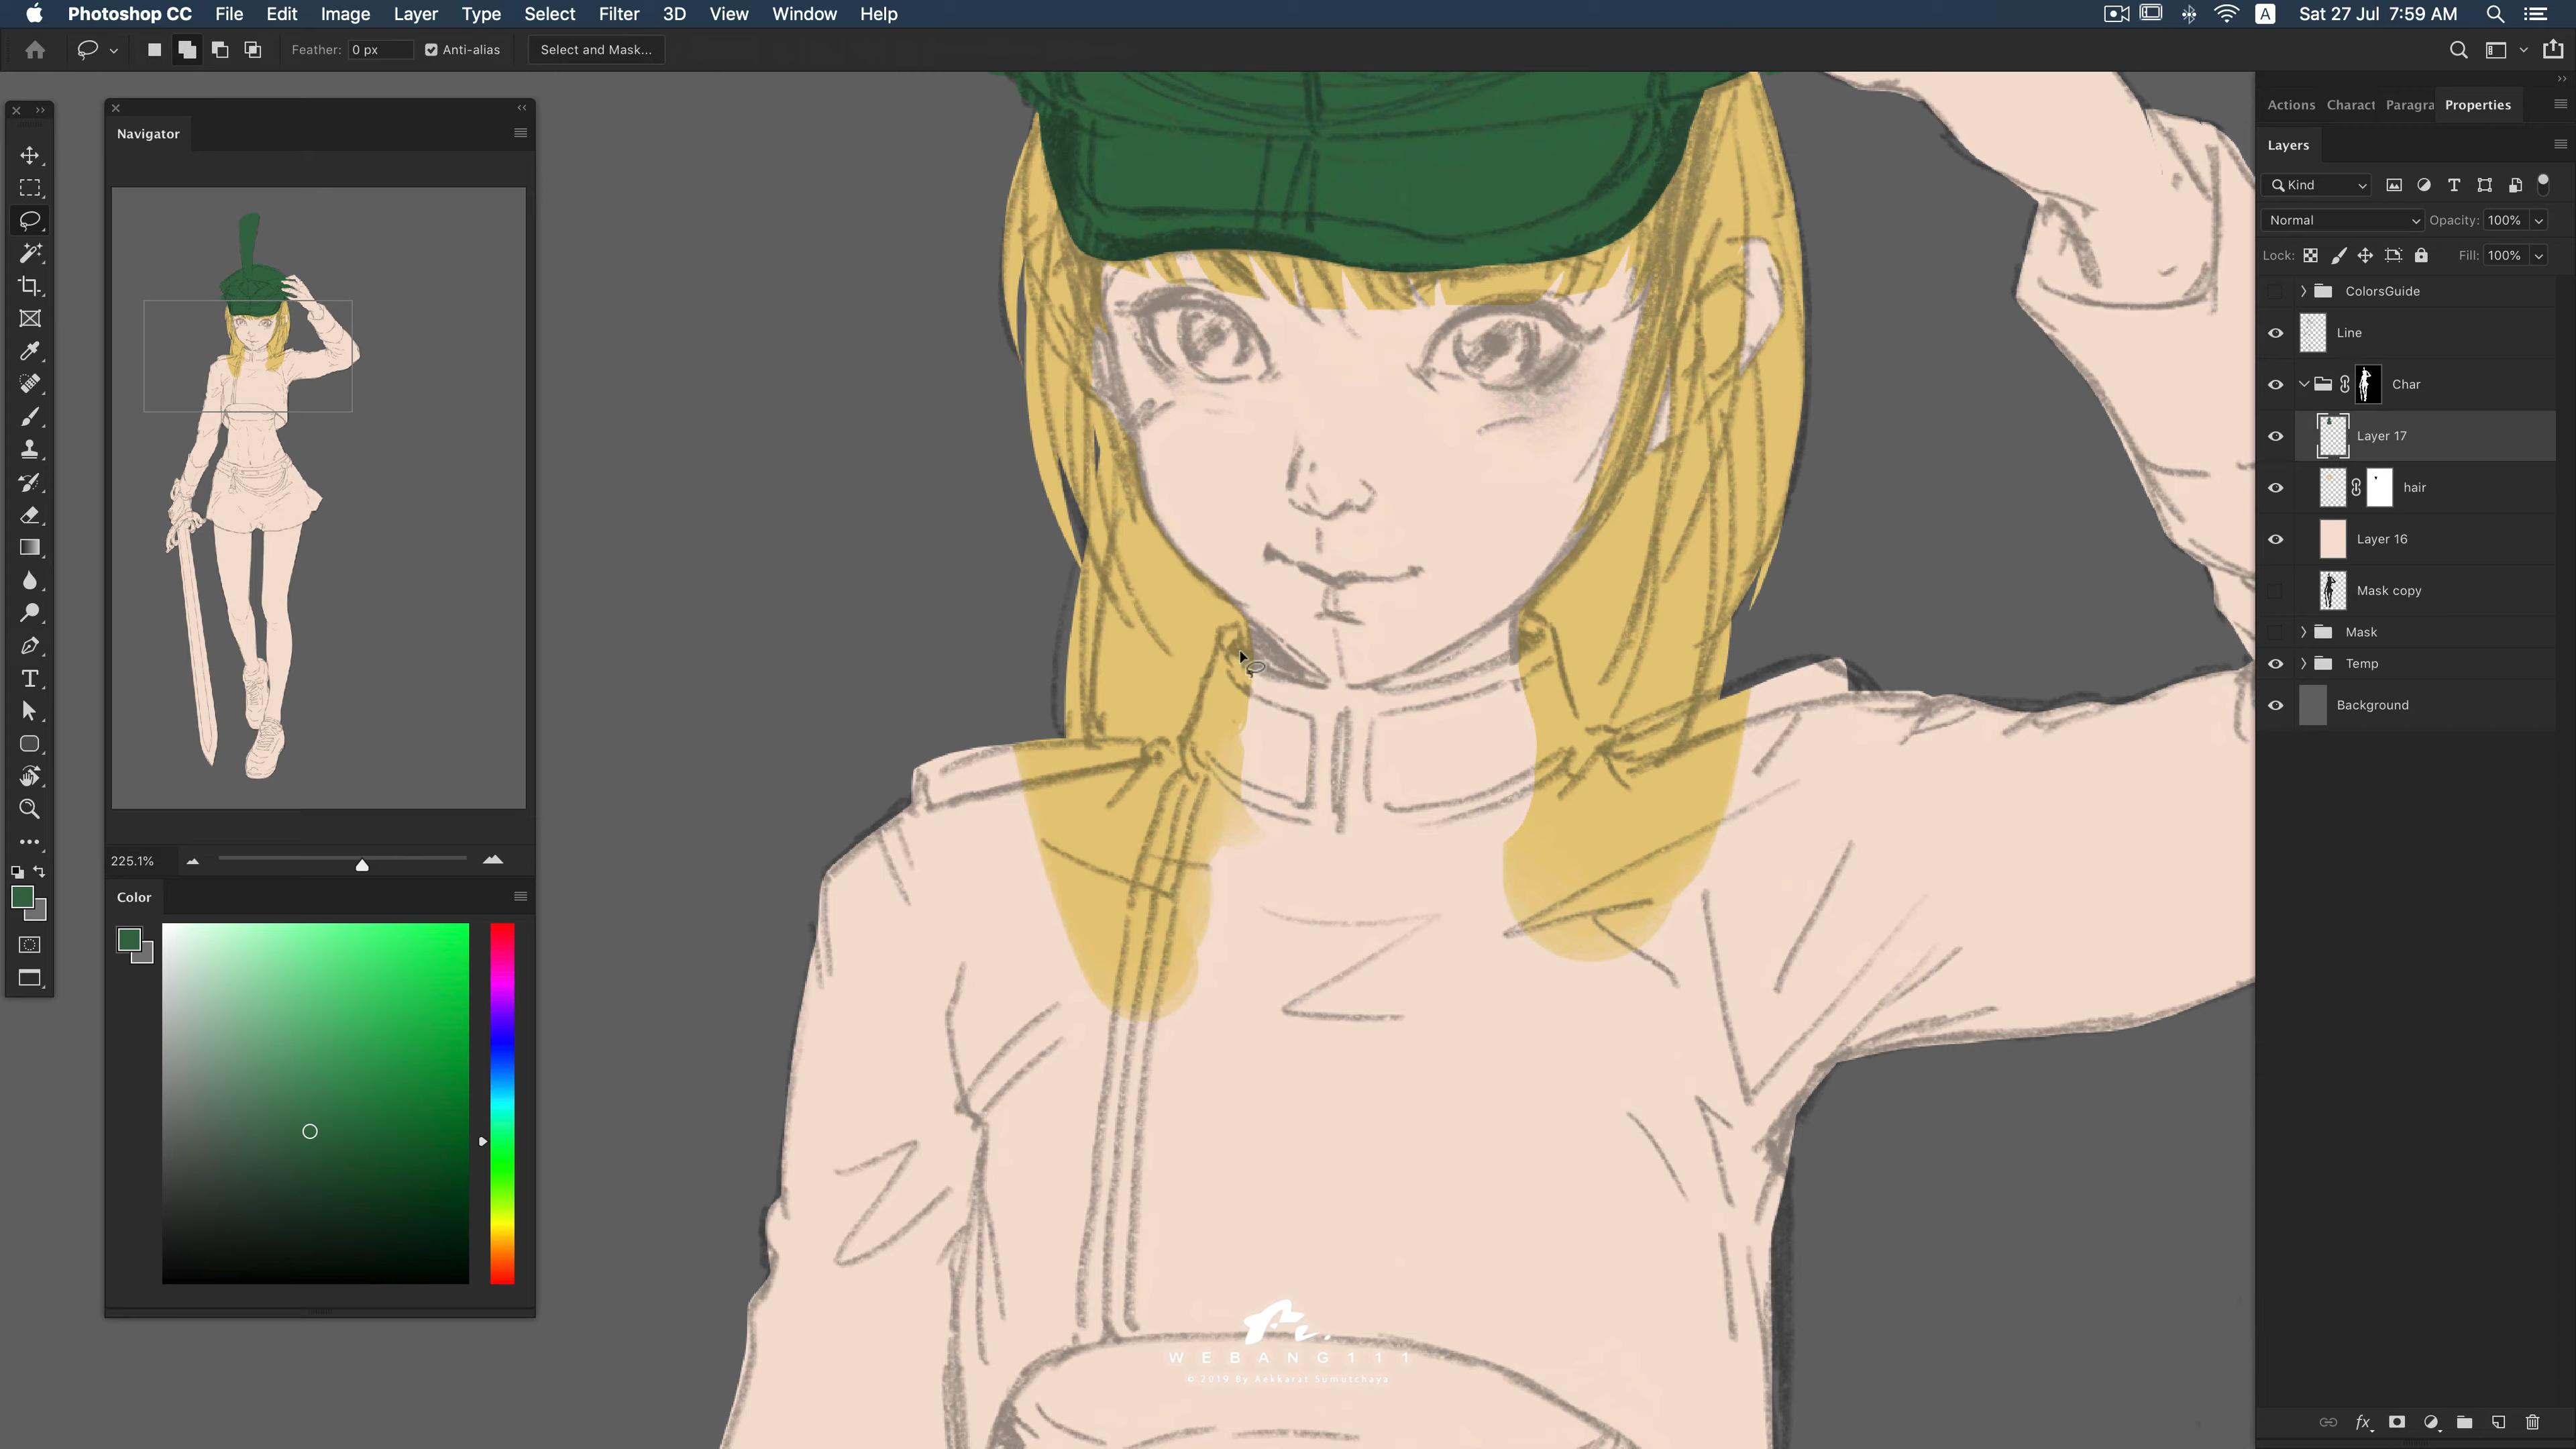 Photoshop CC File Edit Image Layer Type Select Filter 3D View Window Help A Sat 27 Jul 7:59 AM
Feather: 0 px Anti-alias Select and Mask...
Navigator
225.1%
Color
Actions Charact Paragra Properties
Layers
Kind
Normal Opacity: 100%
Lock: Fill: 100%
ColorsGuide
Line
Char
Layer 17
hair
Layer 16
Mask copy
Mask
Temp
Background
WEBANG111
© 2019 By Aekkarat Sumutchaya